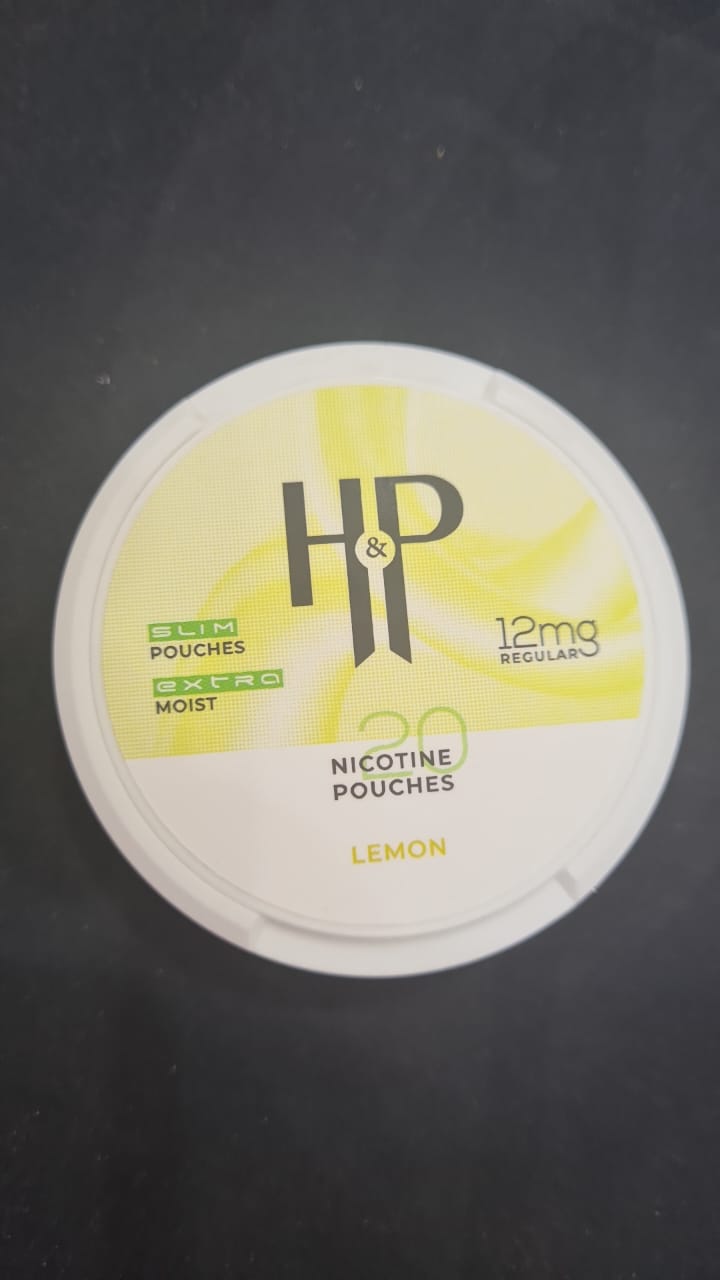 H&P
SLIM
POUCHES
extra
MOIST
12mg
REGULAR
20
NICOTINE
POUCHES
LEMON